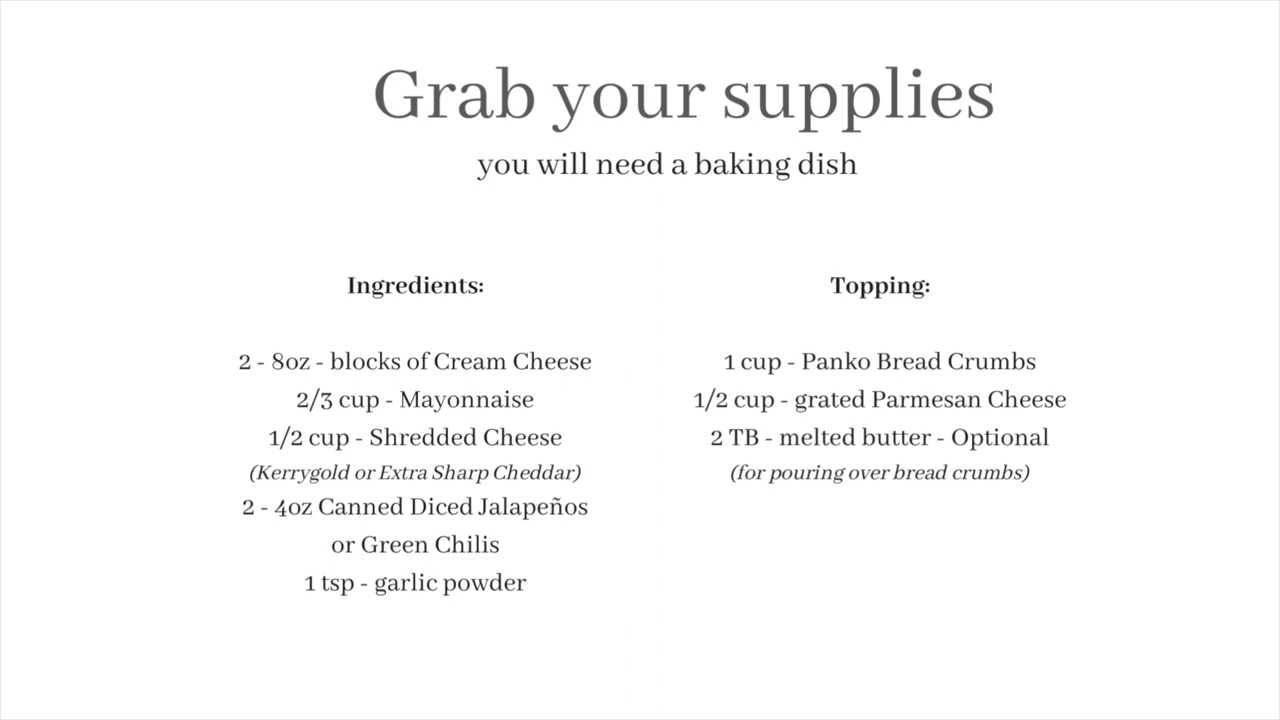 Grab your supplies
you will need a baking dish
Ingredients:
2 - 8oz - blocks of Cream Cheese
2/3 cup - Mayonnaise
1/2 cup - Shredded Cheese
(Kerrygold or Extra Sharp Cheddar)
2 - 4oz Canned Diced Jalapeños
or Green Chilis
1 tsp - garlic powder
Topping:
1 cup - Panko Bread Crumbs
1/2 cup - grated Parmesan Cheese
2 TB - melted butter - Optional
(for pouring over bread crumbs)